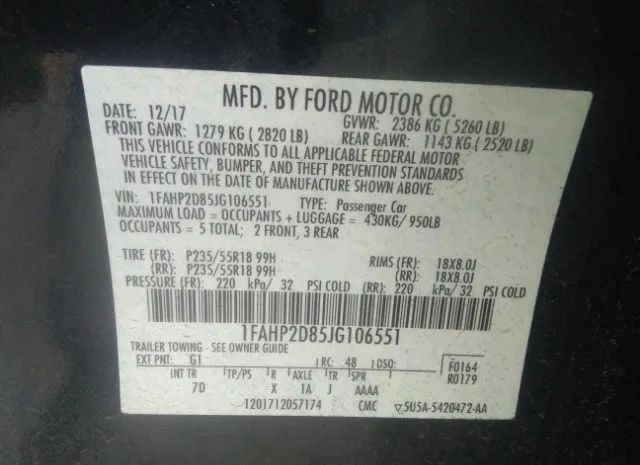 MFD. BY FORD MOTOR CO.
DATE: 12/17 GVWR: 2386 KG ( 5260 LB)
FRONT GAWR: 1279 KG ( 2820 LB) REAR GAWR: 1143 KG ( 2520 LB)
THIS VEHICLE CONFORMS TO ALL APPLICABLE FEDERAL MOTOR
VEHICLE SAFETY, BUMPER, AND THEFT PREVENTION STANDARDS
IN EFFECT ON THE DATE OF MANUFACTURE SHOWN ABOVE.
VIN: 1FAHP2D85JG106551 TYPE: Passenger Car
MAXIMUM LOAD = OCCUPANTS + LUGGAGE = 430KG/ 950LB
OCCUPANTS = 5 TOTAL; 2 FRONT, 3 REAR
TIRE (FR): P235/55R18 99H RIMS (FR): 18X8.0J
(RR): P235/55R18 99H (RR): 18X8.0J
PRESSURE (FR): 220 kPa/ 32 PSI COLD (RR): 220 kPa/ 32 PSI COLD
1FAHP2D85JG106551
TRAILER TOWING - SEE OWNER GUIDE
EXT PNT: G1 RC: 48 DSO: F0164
INT TR TP/PS R AXLE TR SPR R0179
7D X 1A J AAAA
1201712057174 CMC ▽5U5A-5420472-AA